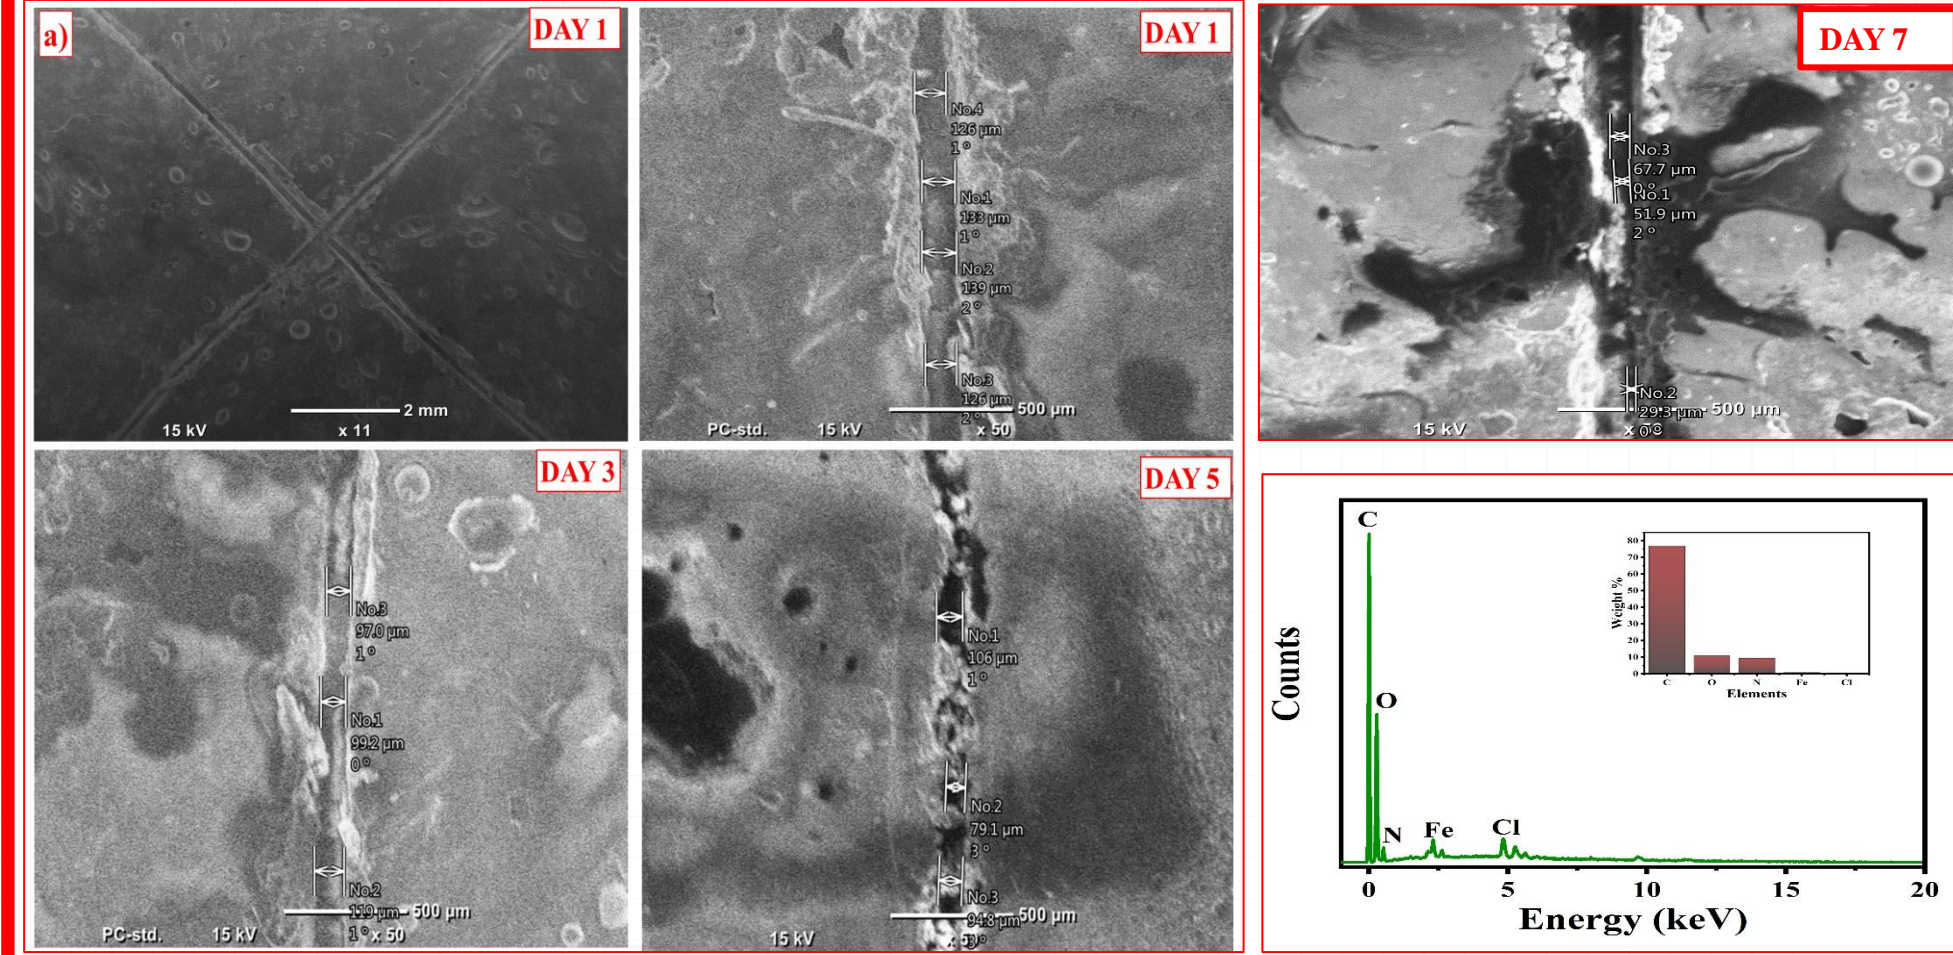 a)
DAY 1
2 mm
15 kV
x 11
DAY 1
No.4
126 µm
1 °
No.1
133 µm
1 °
No.2
139 µm
2 °
No.3
126 µm
2 °
500 µm
PC-std.
15 kV
x 50
DAY 3
No.3
97.0 µm
1 °
No.1
99.2 µm
0 °
No.2
119 µm
1 °
500 µm
PC-std.
15 kV
x 50
DAY 5
No.1
106 µm
1 °
No.2
79.1 µm
3 °
No.3
94.8 µm
500 µm
15 kV
DAY 7
No.3
67.7 µm
0 °
No.1
51.9 µm
2 °
No.2
29.3 µm
0 °
500 µm
15 kV
Counts
C
O
N
Fe
Cl
0
5
10
15
20
Energy (keV)
Weight %
80
70
60
50
40
30
20
10
0
C
O
N
Fe
Cl
Elements